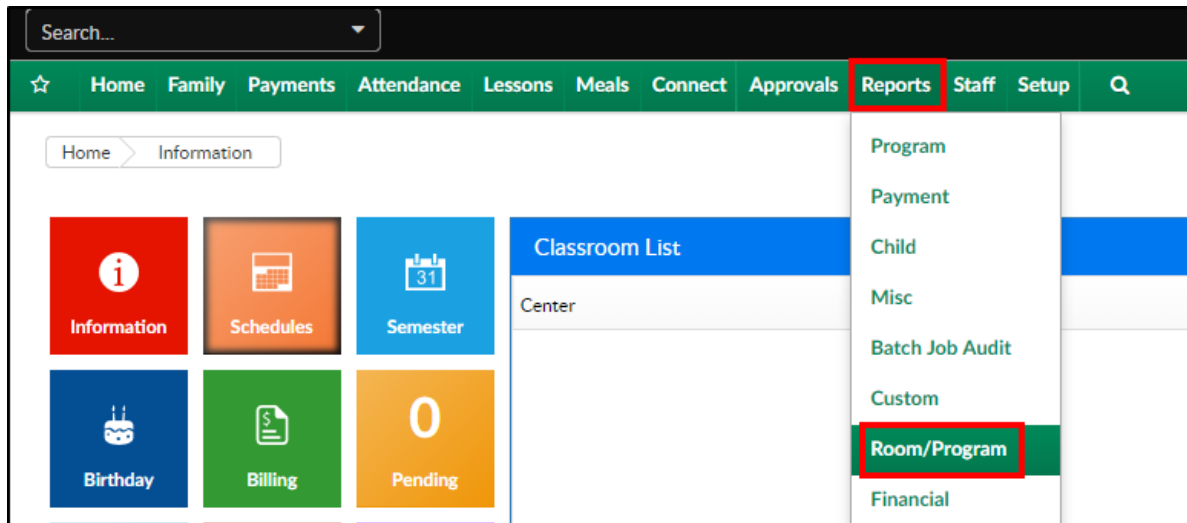 Search...
Home Family Payments Attendance Lessons Meals Connect Approvals Reports Staff Setup
Home Information
Program
Payment
Child
Misc
Batch Job Audit
Custom
Room/Program
Financial
Information
Schedules
31
Semester
Classroom List
Center
Birthday
$
Billing
0
Pending